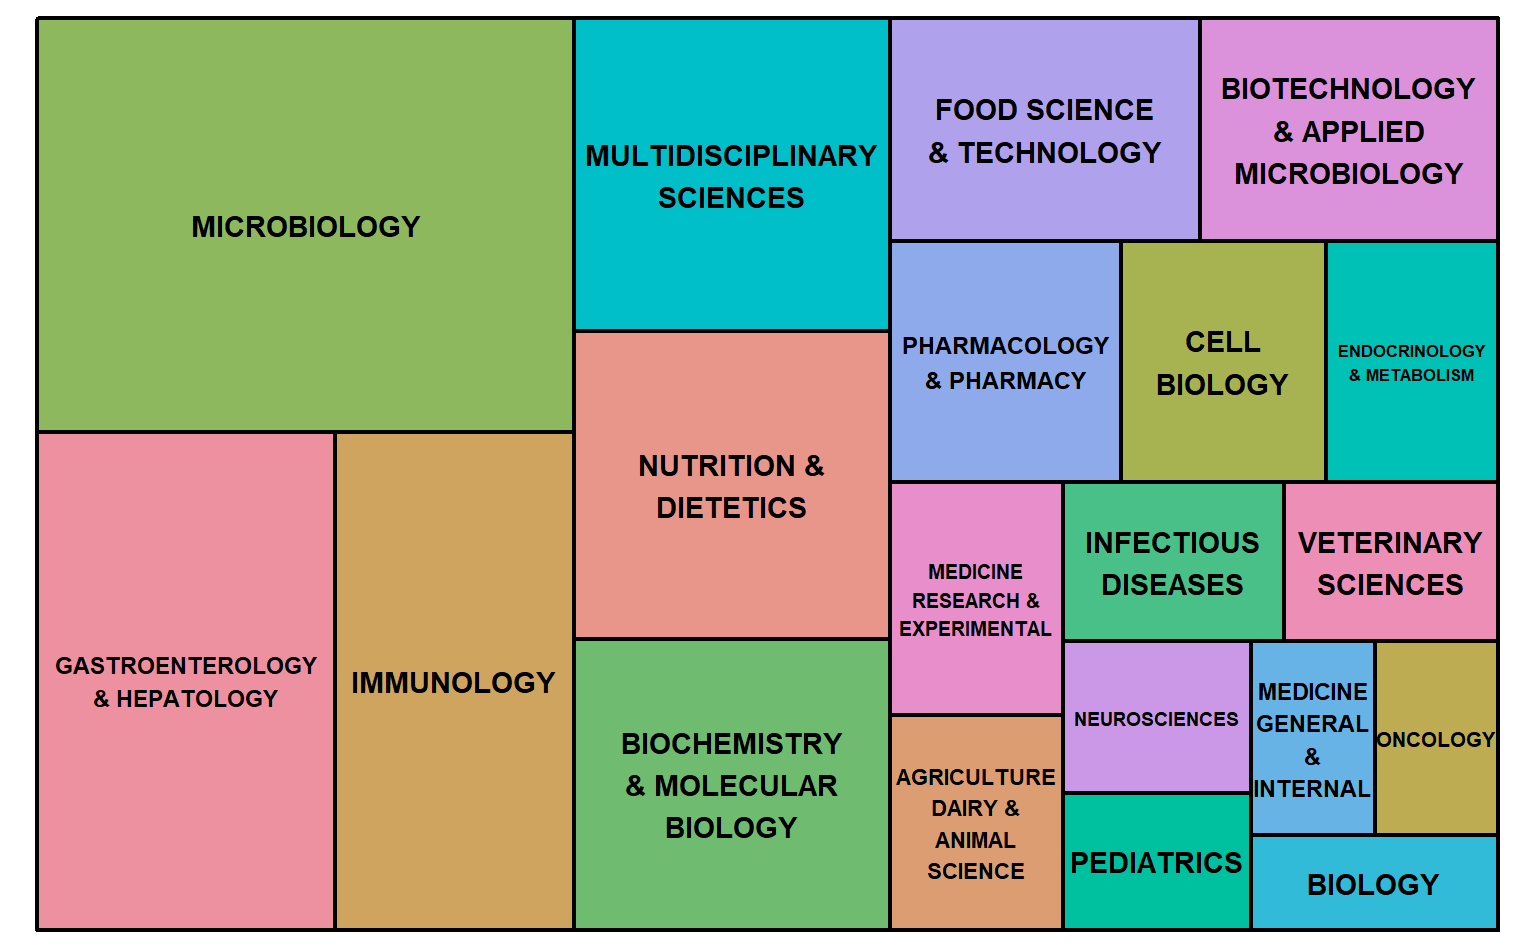 MICROBIOLOGY
GASTROENTEROLOGY
& HEPATOLOGY
IMMUNOLOGY
MULTIDISCIPLINARY
SCIENCES
NUTRITION &
DIETETICS
BIOCHEMISTRY
& MOLECULAR
BIOLOGY
FOOD SCIENCE
& TECHNOLOGY
BIOTECHNOLOGY
& APPLIED
MICROBIOLOGY
PHARMACOLOGY
& PHARMACY
CELL
BIOLOGY
ENDOCRINOLOGY
& METABOLISM
MEDICINE
RESEARCH &
EXPERIMENTAL
AGRICULTURE
DAIRY &
ANIMAL
SCIENCE
INFECTIOUS
DISEASES
VETERINARY
SCIENCES
NEUROSCIENCES
PEDIATRICS
MEDICINE
GENERAL
&
INTERNAL
ONCOLOGY
BIOLOGY